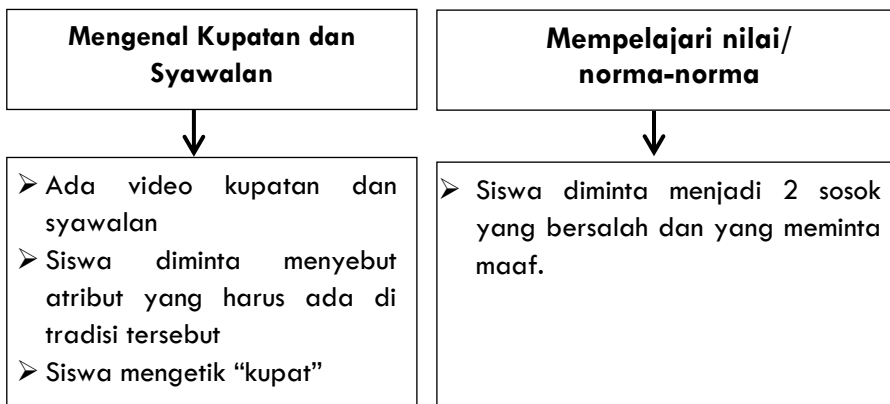 Mengenal Kupatan dan
Syawalan
➢ Ada video kupatan dan
syawalan
➢ Siswa diminta menyebut
atribut yang harus ada di
tradisi tersebut
➢ Siswa mengetik “kupat”
Mempelajari nilai/
norma-norma
➢ Siswa diminta menjadi 2 sosok
yang bersalah dan yang meminta
maaf.